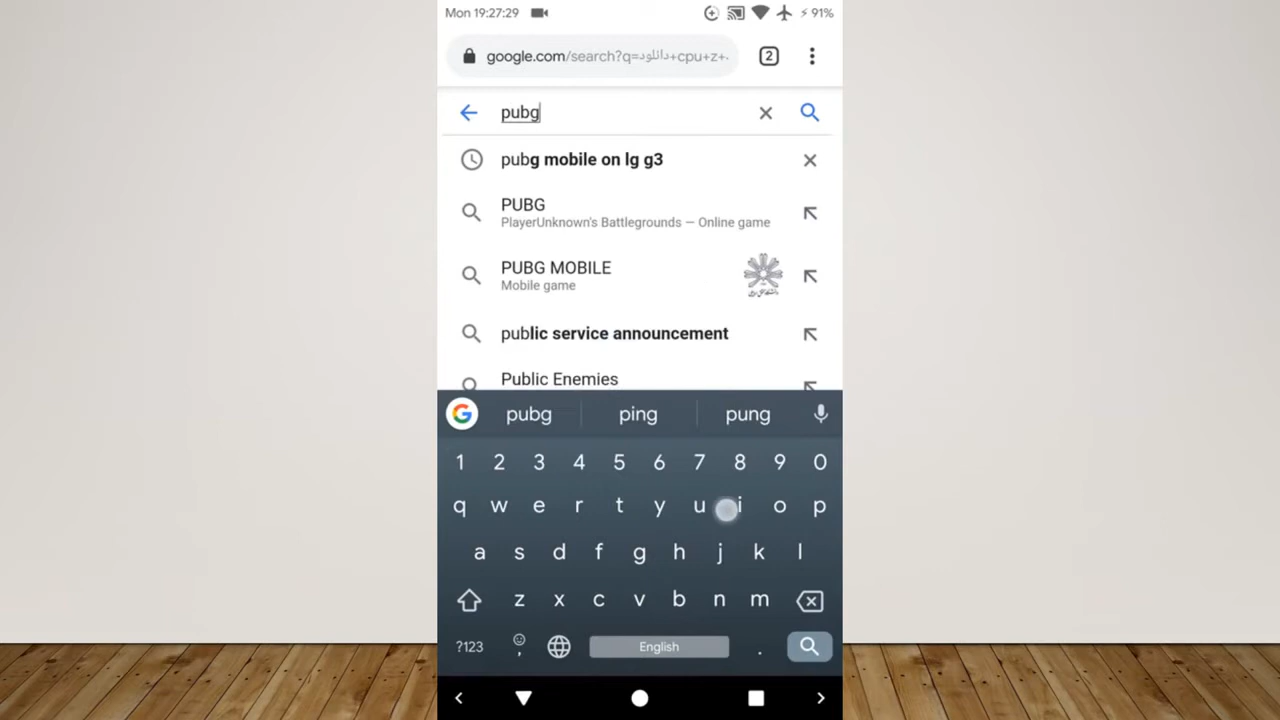 Mon 19:27:29
91%
google.com/search?q=دانلود+cpu+z+
2
pubg
pubg mobile on lg g3
PUBG
PlayerUnknown's Battlegrounds — Online game
PUBG MOBILE
Mobile game
public service announcement
Public Enemies
pubg ping pung
1 2 3 4 5 6 7 8 9 0
q w e r t y u i o p
a s d f g h j k l
z x c v b n m
?123 , English .